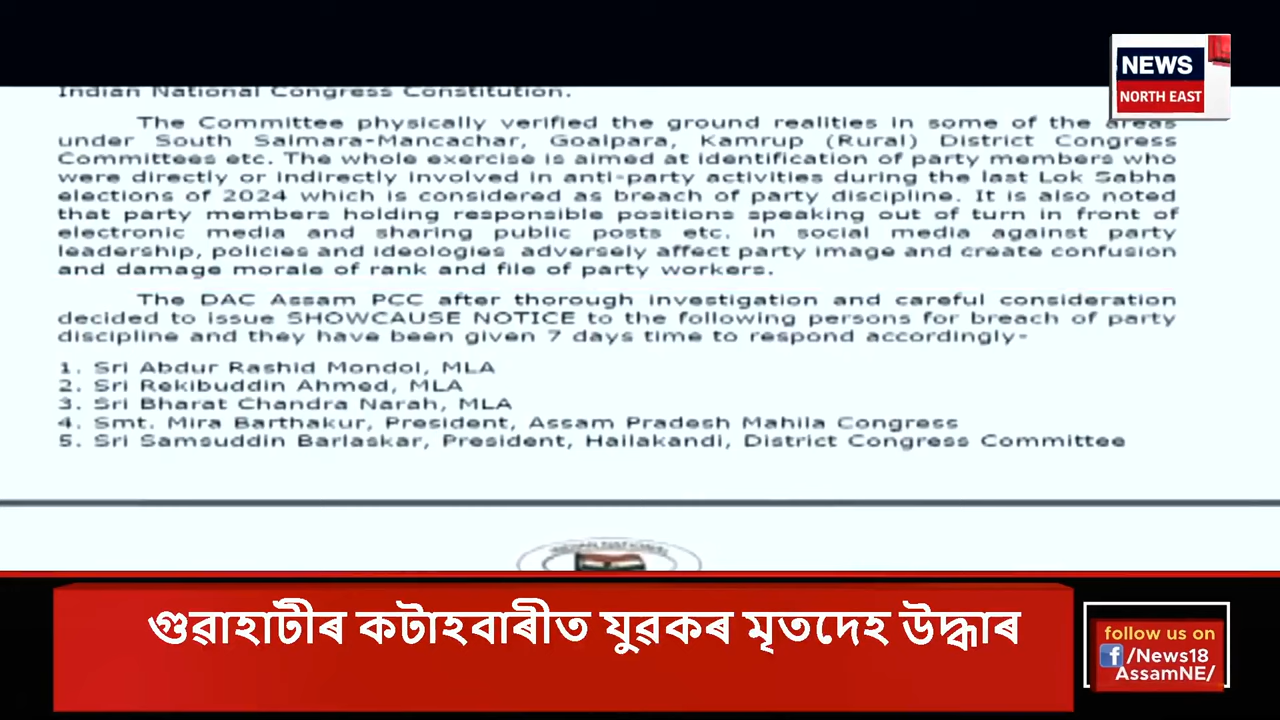 NEWS
NORTH EAST
Indian National Congress Constitution.
The Committee physically verified the ground realities in some of the areas
under South Salmara-Mancachar, Goalpara, Kamrup (Rural) District Congress
Committees etc. The whole exercise is aimed at identification of party members who
were directly or indirectly involved in anti-party activities during the last Lok Sabha
elections of 2024 which is considered as breach of party discipline. It is also noted
that party members holding responsible positions speaking out of turn in front of
electronic media and sharing public posts etc. in social media against party
leadership, policies and ideologies adversely affect party image and create confusion
and damage morale of rank and file of party workers.
The DAC Assam PCC after thorough investigation and careful consideration
decided to issue SHOWCAUSE NOTICE to the following persons for breach of party
discipline and they have been given 7 days time to respond accordingly-
1. Sri Abdur Rashid Mondol, MLA
2. Sri Rekibuddin Ahmed, MLA
3. Sri Bharat Chandra Narah, MLA
4. Smt. Mira Barthakur, President, Assam Pradesh Mahila Congress
5. Sri Samsuddin Barlaskar, President, Hailakandi, District Congress Committee
গুৱাহাটীৰ কটাহবাৰীত যুৱকৰ মৃতদেহ উদ্ধাৰ
follow us on
/News18
AssamNE/